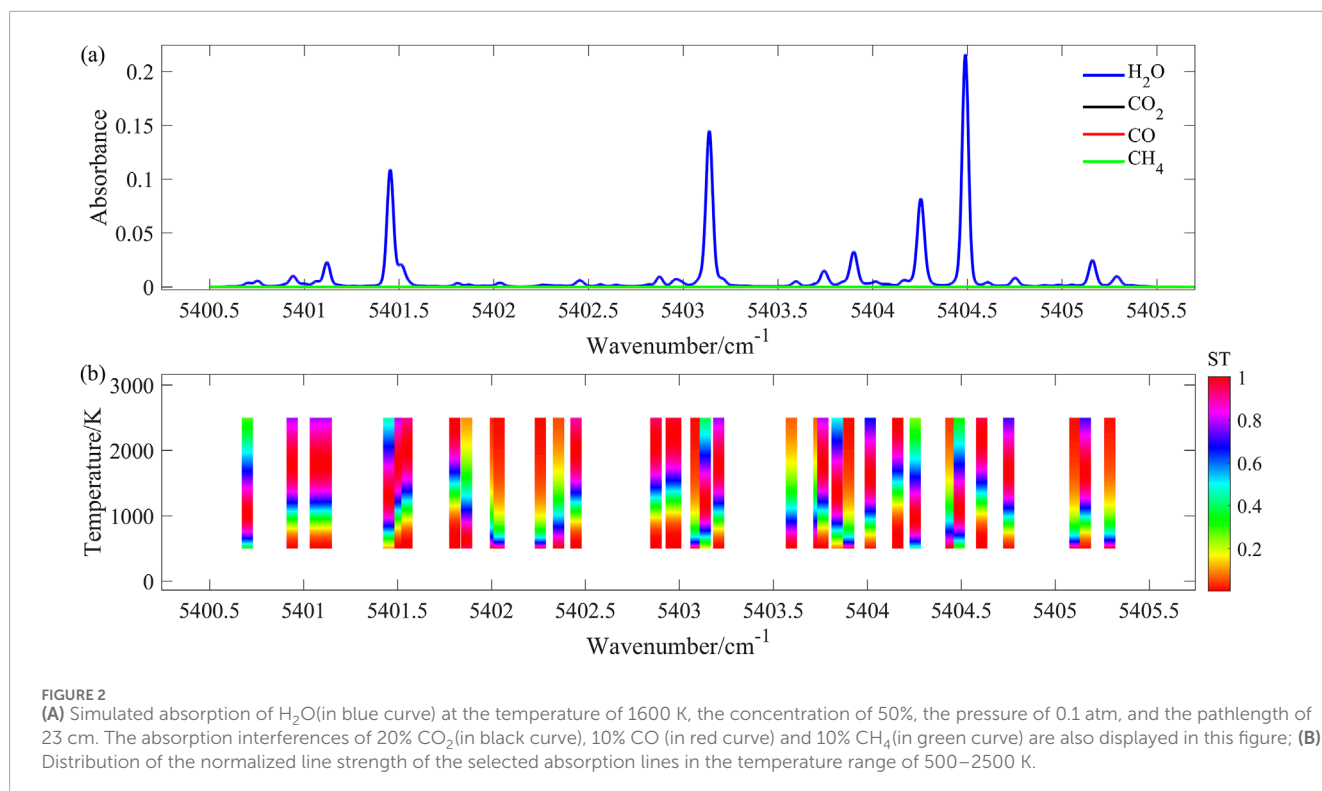 (a)
Absorbance
0.2
0.15
0.1
0.05
0
H₂O
CO₂
CO
CH₄
5400.5 5401 5401.5 5402 5402.5 5403 5403.5 5404 5404.5 5405 5405.5
Wavenumber/cm⁻¹
(b)
Temperature/K
3000
2000
1000
0
ST
1
0.8
0.6
0.4
0.2
5400.5 5401 5401.5 5402 5402.5 5403 5403.5 5404 5404.5 5405 5405.5
Wavenumber/cm⁻¹
FIGURE 2
(A) Simulated absorption of H₂O(in blue curve) at the temperature of 1600 K, the concentration of 50%, the pressure of 0.1 atm, and the pathlength of
23 cm. The absorption interferences of 20% CO₂(in black curve), 10% CO (in red curve) and 10% CH₄(in green curve) are also displayed in this figure; (B)
Distribution of the normalized line strength of the selected absorption lines in the temperature range of 500–2500 K.